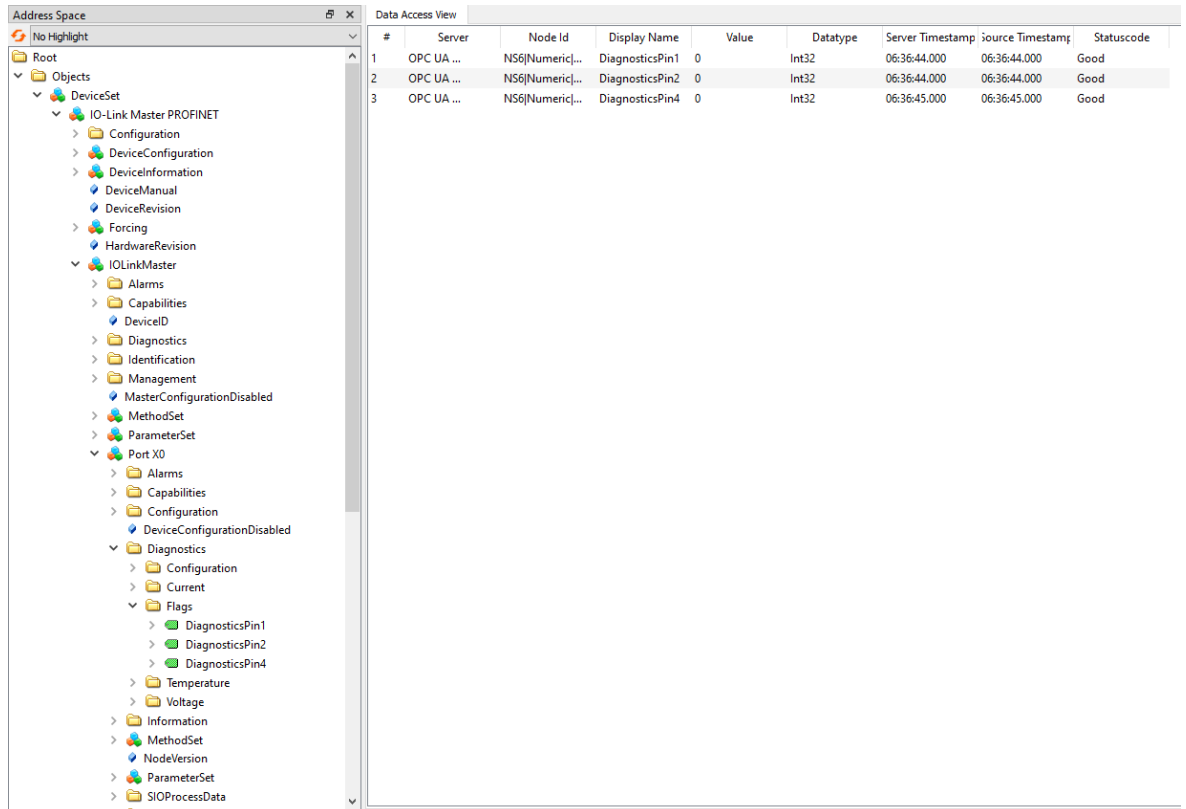 Address Space
No Highlight
Root
Objects
DeviceSet
IO-Link Master PROFINET
Configuration
DeviceConfiguration
DeviceInformation
DeviceManual
DeviceRevision
Forcing
HardwareRevision
IOLinkMaster
Alarms
Capabilities
DeviceID
Diagnostics
Identification
Management
MasterConfigurationDisabled
MethodSet
ParameterSet
Port X0
Alarms
Capabilities
Configuration
DeviceConfigurationDisabled
Diagnostics
Configuration
Current
Flags
DiagnosticsPin1
DiagnosticsPin2
DiagnosticsPin4
Temperature
Voltage
Information
MethodSet
NodeVersion
ParameterSet
SIOProcessData
Data Access View
# Server Node Id Display Name Value Datatype Server Timestamp Source Timestamp Statuscode
1 OPC UA ... NS6|Numeric|... DiagnosticsPin1 0 Int32 06:36:44.000 06:36:44.000 Good
2 OPC UA ... NS6|Numeric|... DiagnosticsPin2 0 Int32 06:36:44.000 06:36:44.000 Good
3 OPC UA ... NS6|Numeric|... DiagnosticsPin4 0 Int32 06:36:45.000 06:36:45.000 Good